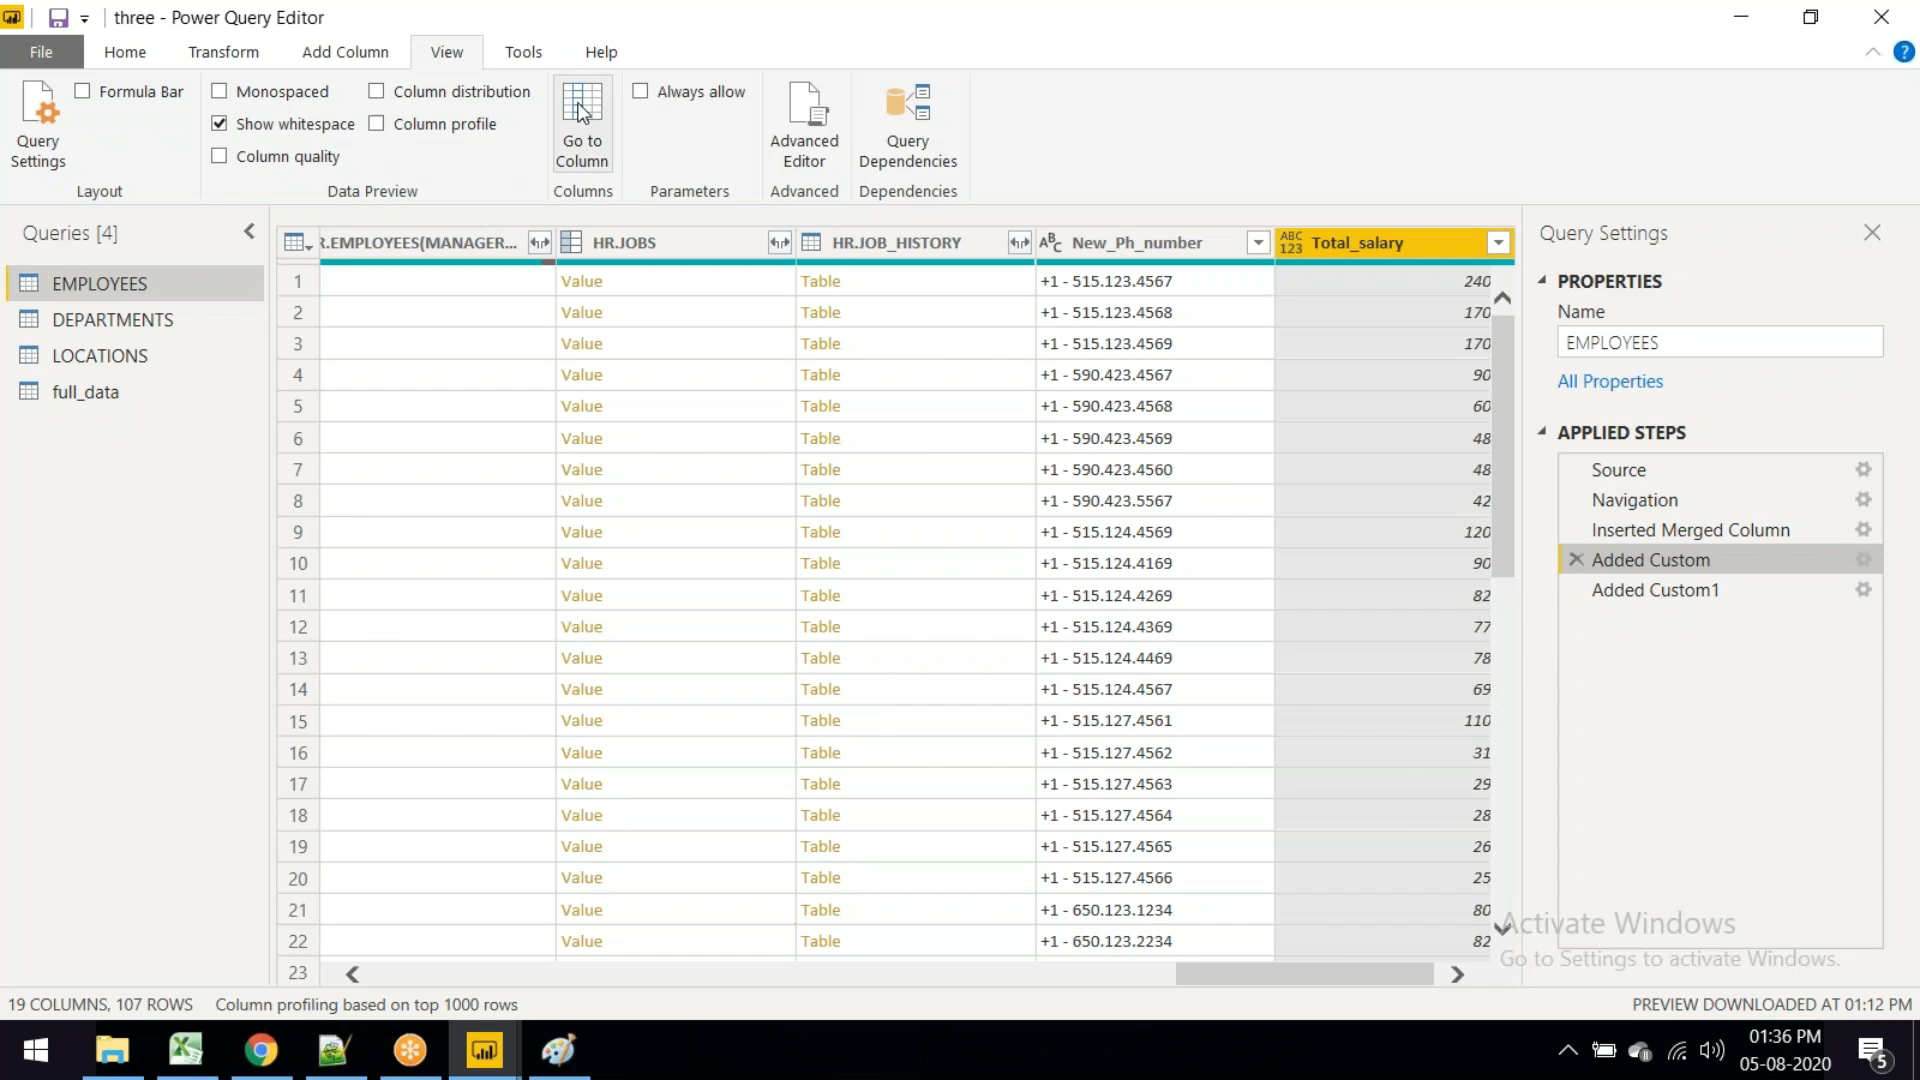 three - Power Query Editor
File Home Transform Add Column View Tools Help
Query Settings
Formula Bar
Layout
Monospaced
Show whitespace
Column quality
Column distribution
Column profile
Data Preview
Go to Column
Columns
Always allow
Parameters
Advanced Editor
Advanced
Query Dependencies
Dependencies
Queries [4]
EMPLOYEES
DEPARTMENTS
LOCATIONS
full_data
R.EMPLOYEES(MANAGER... HR.JOBS HR.JOB_HISTORY ABC New_Ph_number ABC 123 Total_salary
1 Value Table +1 - 515.123.4567 240
2 Value Table +1 - 515.123.4568 170
3 Value Table +1 - 515.123.4569 170
4 Value Table +1 - 590.423.4567 90
5 Value Table +1 - 590.423.4568 60
6 Value Table +1 - 590.423.4569 48
7 Value Table +1 - 590.423.4560 48
8 Value Table +1 - 590.423.5567 42
9 Value Table +1 - 515.124.4569 120
10 Value Table +1 - 515.124.4169 90
11 Value Table +1 - 515.124.4269 82
12 Value Table +1 - 515.124.4369 77
13 Value Table +1 - 515.124.4469 78
14 Value Table +1 - 515.124.4567 69
15 Value Table +1 - 515.127.4561 110
16 Value Table +1 - 515.127.4562 31
17 Value Table +1 - 515.127.4563 29
18 Value Table +1 - 515.127.4564 28
19 Value Table +1 - 515.127.4565 26
20 Value Table +1 - 515.127.4566 25
21 Value Table +1 - 650.123.1234 80
22 Value Table +1 - 650.123.2234 82
23
Query Settings
PROPERTIES
Name
EMPLOYEES
All Properties
APPLIED STEPS
Source
Navigation
Inserted Merged Column
Added Custom
Added Custom1
Activate Windows
Go to Settings to activate Windows.
19 COLUMNS, 107 ROWS Column profiling based on top 1000 rows PREVIEW DOWNLOADED AT 01:12 PM
01:36 PM
05-08-2020
5